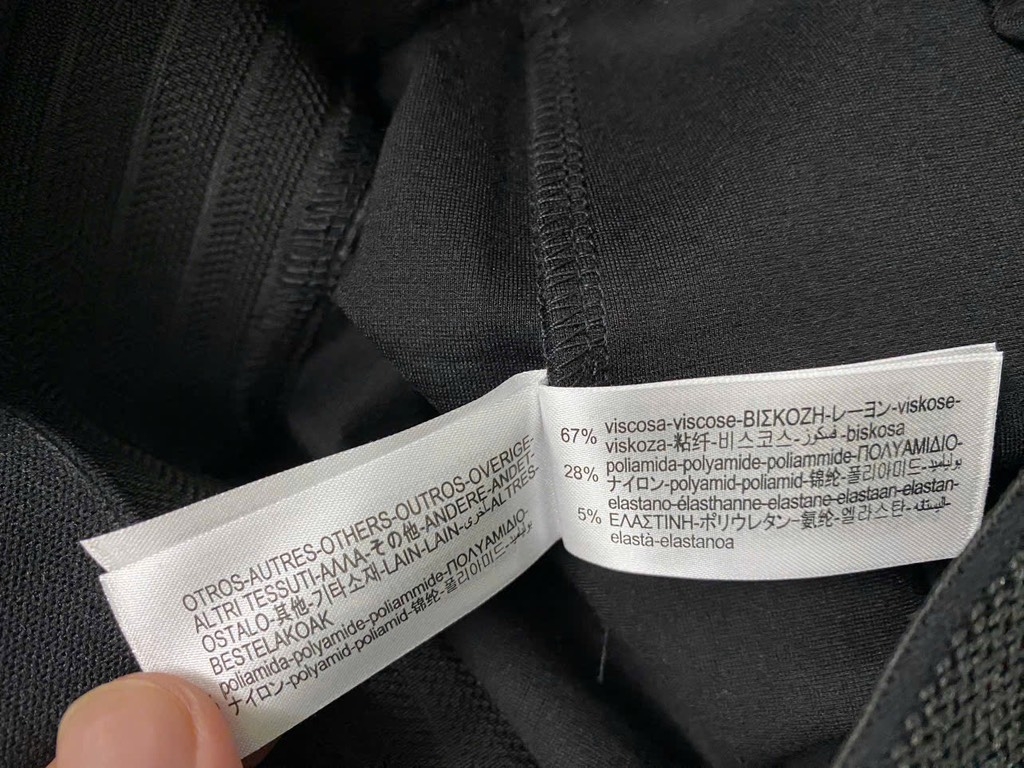 OTROS-AUTRES-OTHERS-OUTROS-OVERIGE-
ALTRI TESSUTI-ΑΛΛΑ-その他-ANDERE-ANDET-
OSTALO-其他-기타소재-LAIN-LAIN-أخرى-ALTRES-
BESTELAKOAK
poliamida-polyamide-poliammide-ΠΟΛΥΑΜΙΔΙΟ-
ナイロン-polyamid-poliamid-锦纶-폴리아미드-بوليأميد
67% viscosa-viscose-ΒΙΣΚΟΖΗ-レーヨン-viskose-
viskoza-粘纤-비스코스-فسكوز-biskosa
28% poliamida-polyamide-poliammide-ΠΟΛΥΑΜΙΔΙΟ-
ナイロン-polyamid-poliamid-锦纶-폴리아미드-بوليأميد
elastano-élasthanne-elastane-elastaan-elastan-
5% ΕΛΑΣΤΙΝΗ-ポリウレタン-氨纶-엘라스탄-
elastà-elastanoa